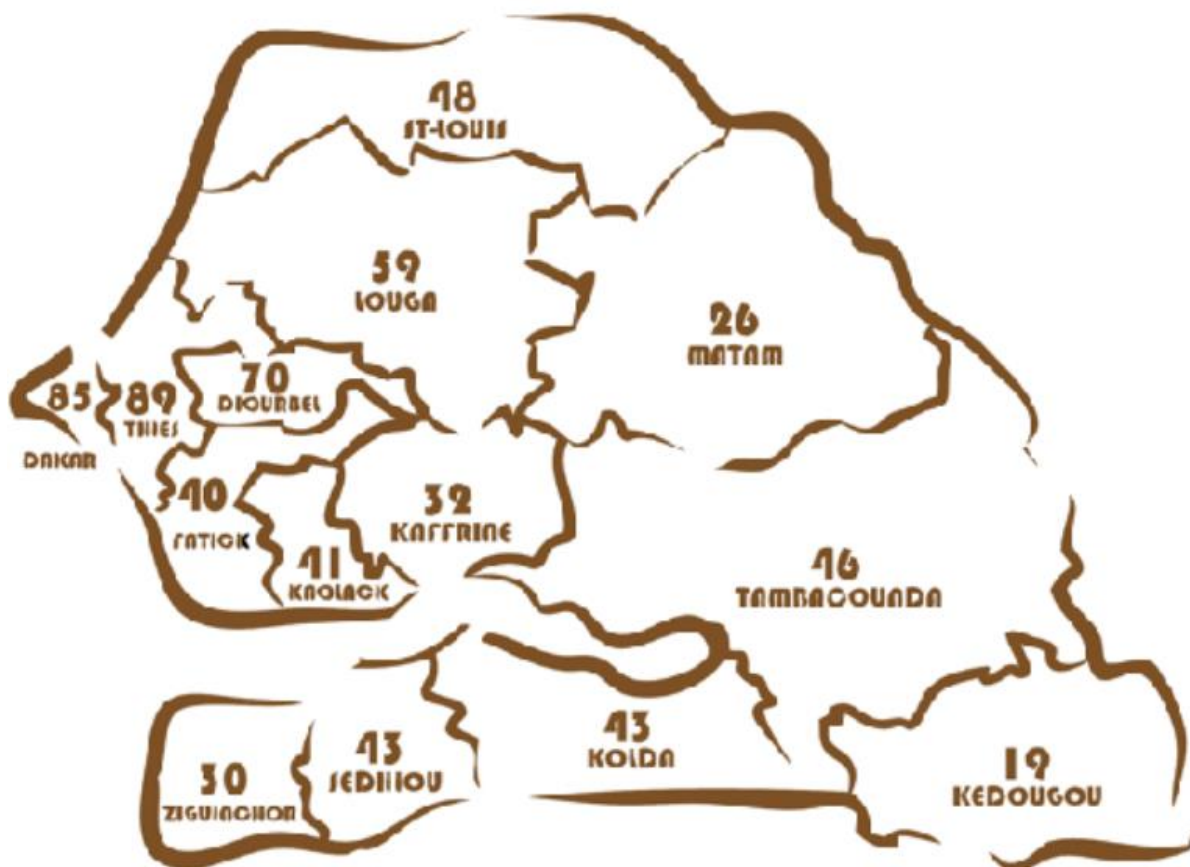 48
ST-LOUIS
59
LOUGA
26
MATAM
85
DAKAR
89
THIES
70
DIOURBEL
40
FATICK
41
KAOLACK
32
KAFFRINE
46
TAMBACOUNDA
30
ZIGUINCHOR
43
SEDHIOU
43
KOLDA
19
KEDOUGOU